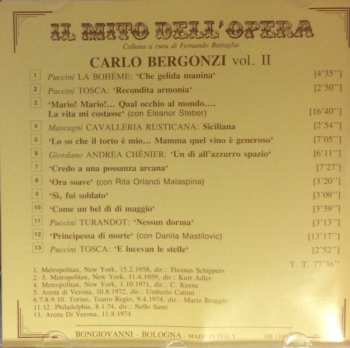 IL MITO DELL'OPERA
Collana a cura di Fernando Battaglia
CARLO BERGONZI vol. II
1 Puccini LA BOHÈME: 'Che gelida manina' [4'35"]
2 Puccini TOSCA: 'Recondita armonia' [2'50"]
3 'Mario! Mario!... Qual occhio al mondo....
La vita mi costasse' (con Eleanor Steber) [16'40"]
4 Mascagni CAVALLERIA RUSTICANA: Siciliana [2'54"]
5 'Lo so che il torto è mio... Mamma quel vino è generoso' [7'05"]
6 Giordano ANDREA CHÉNIER: 'Un dì all'azzurro spazio' [6'11"]
7 'Credo a una possanza arcana' [7'27]
8 'Ora soave' (con Rita Orlandi Malaspina) [3'20]
9 'Sì, fui soldato' [3'09"]
10 'Come un bel dì di maggio' [3'39"]
11 Puccini TURANDOT: 'Nessun dorma' [3'13"]
12 'Principessa di morte' (con Danila Mastilovic) [3'17"]
13 Puccini TOSCA: 'E lucevan le stelle' [2'52"]
T. T. 77'36"
1. Metropolitan, New York, 15.2.1958, dir.: Thomas Schippers
2. 3. Metropolitan, New York, 11.4.1959, dir.: Kurt Adler
4. Metropolitan, New York, 1.10.1971, dir.: C. Keene
5. Arena di Verona, 10.8.1972, dir.: Umberto Cattini
6.7.8.9 10. Torino, Teatro Regio, 9.4.1974, dir.: Mario Braggio
11. 12. Philadelphia, 8.1.74, dir.: Nello Santi
13. Arena Di Verona, 11.8.1974
BONGIOVANNI - BOLOGNA - MADE IN ITALY